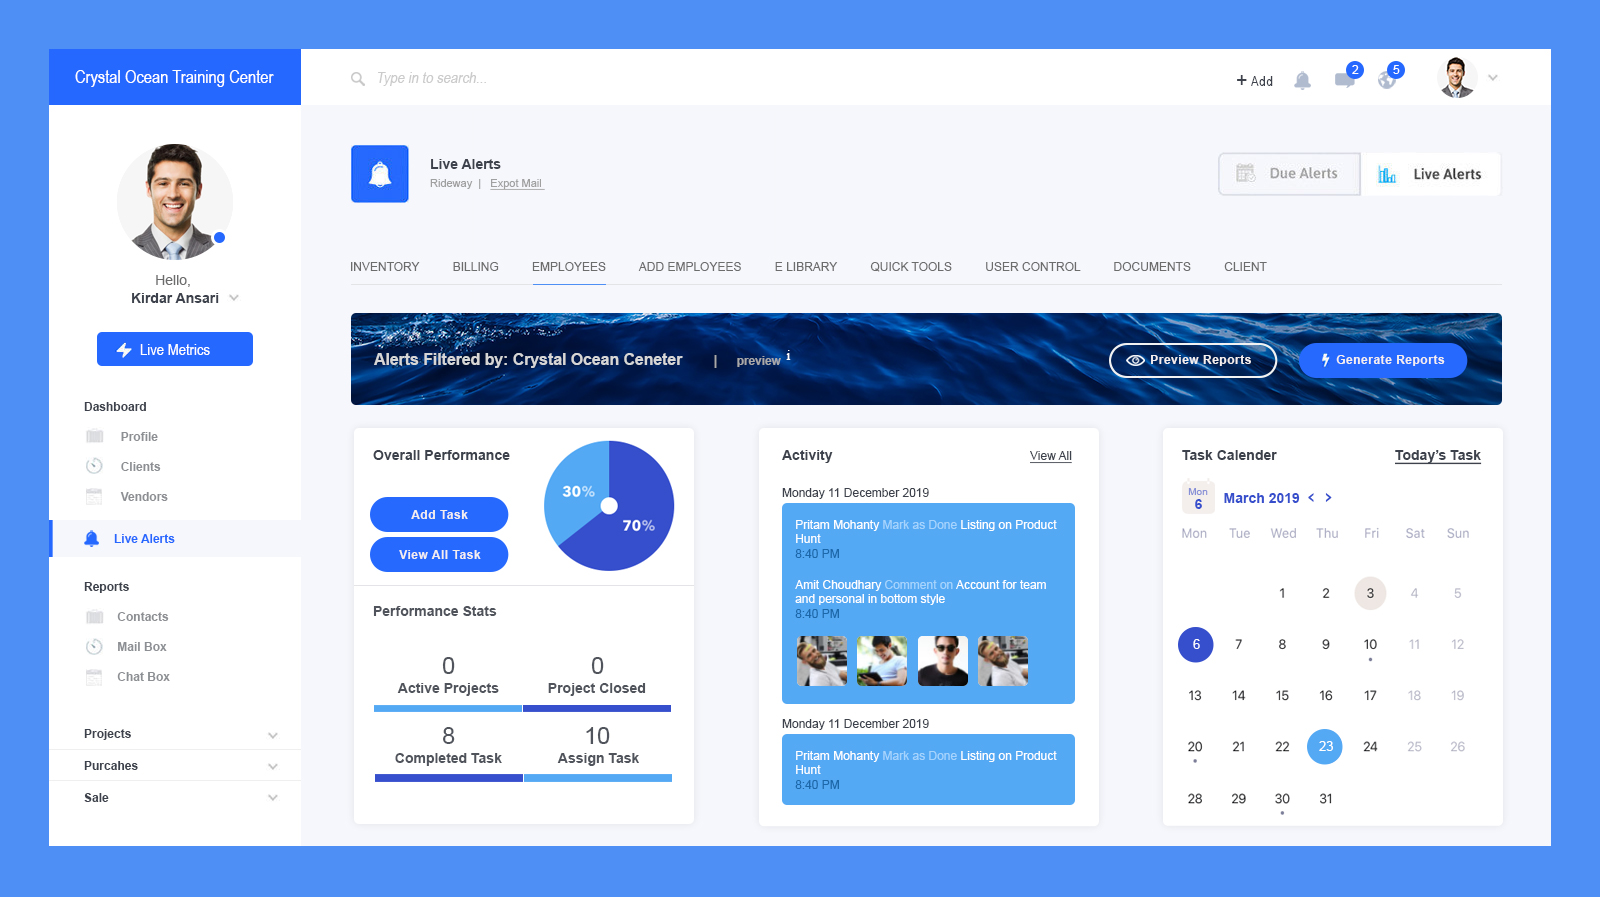 Crystal Ocean Training Center
Type in to search...
+ Add
2
5
Hello,
Kirdar Ansari
Live Metrics
Dashboard
Profile
Clients
Vendors
Live Alerts
Reports
Contacts
Mail Box
Chat Box
Projects
Purcahes
Sale
Live Alerts
Rideway | Expot Mail
Due Alerts
Live Alerts
INVENTORY BILLING EMPLOYEES ADD EMPLOYEES E LIBRARY QUICK TOOLS USER CONTROL DOCUMENTS CLIENT
Alerts Filtered by: Crystal Ocean Ceneter | preview i
Preview Reports
Generate Reports
Overall Performance
Add Task
View All Task
30%
70%
Performance Stats
0 0
Active Projects Project Closed
8 10
Completed Task Assign Task
Activity View All
Monday 11 December 2019
Pritam Mohanty Mark as Done Listing on Product
Hunt
8:40 PM
Amit Choudhary Comment on Account for team
and personal in bottom style
8:40 PM
Monday 11 December 2019
Pritam Mohanty Mark as Done Listing on Product
Hunt
8:40 PM
Task Calender Today's Task
Mon
6
March 2019 < >
Mon Tue Wed Thu Fri Sat Sun
1 2 3 4 5
6 7 8 9 10 11 12
13 14 15 16 17 18 19
20 21 22 23 24 25 26
28 29 30 31